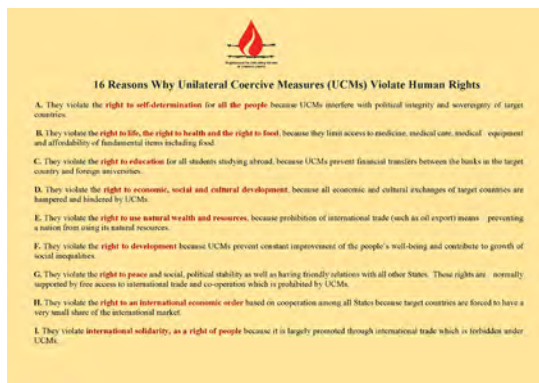 16 Reasons Why Unilateral Coercive Measures (UCMs) Violate Human Rights
A. They violate the right to self-determination for all the people because UCMs interfere with political integrity and sovereignty of target
countries.
B. They violate the right to life, the right to health and the right to food, because they limit access to medicine, medical care, medical equipment
and affordability of fundamental items including food.
C. They violate the right to education for all students studying abroad, because UCMs prevent financial transfers between the banks in the target
country and foreign universities.
D. They violate the right to economic, social and cultural development, because all economic and cultural exchanges of target countries are
hampered and hindered by UCMs.
E. They violate the right to use natural wealth and resources, because prohibition of international trade (such as oil export) means preventing
a nation from using its natural resources.
F. They violate the right to development because UCMs prevent constant improvement of the people's well-being and contribute to growth of
social inequalities.
G. They violate the right to peace and social, political stability as well as having friendly relations with all other States. These rights are normally
supported by free access to international trade and co-operation which is prohibited by UCMs.
H. They violate the right to an international economic order based on cooperation among all States because target countries are forced to have a
very small share of the international market.
I. They violate international solidarity, as a right of people because it is largely promoted through international trade which is forbidden under
UCMs.